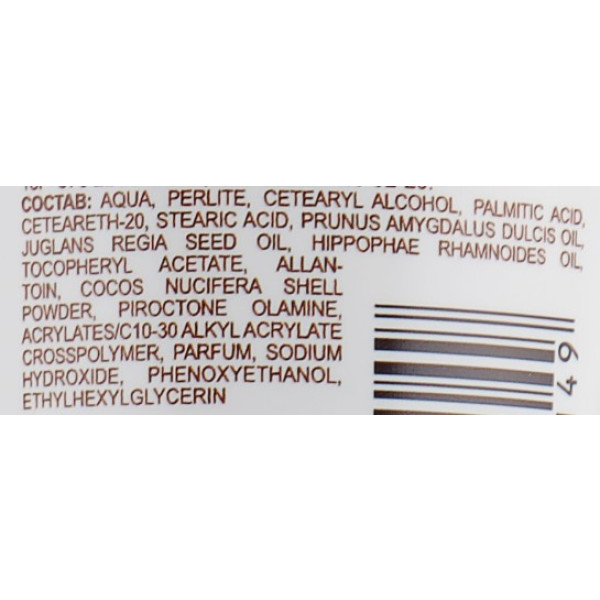 СОСТАВ: AQUA, PERLITE, CETEARYL ALCOHOL, PALMITIC ACID,
CETEARETH-20, STEARIC ACID, PRUNUS AMYGDALUS DULCIS OIL,
JUGLANS REGIA SEED OIL, HIPPOPHAE RHAMNOIDES OIL,
TOCOPHERYL ACETATE, ALLAN-
TOIN, COCOS NUCIFERA SHELL
POWDER, PIROCTONE OLAMINE,
ACRYLATES/C10-30 ALKYL ACRYLATE
CROSSPOLYMER, PARFUM, SODIUM
HYDROXIDE, PHENOXYETHANOL,
ETHYLHEXYLGLYCERIN
64